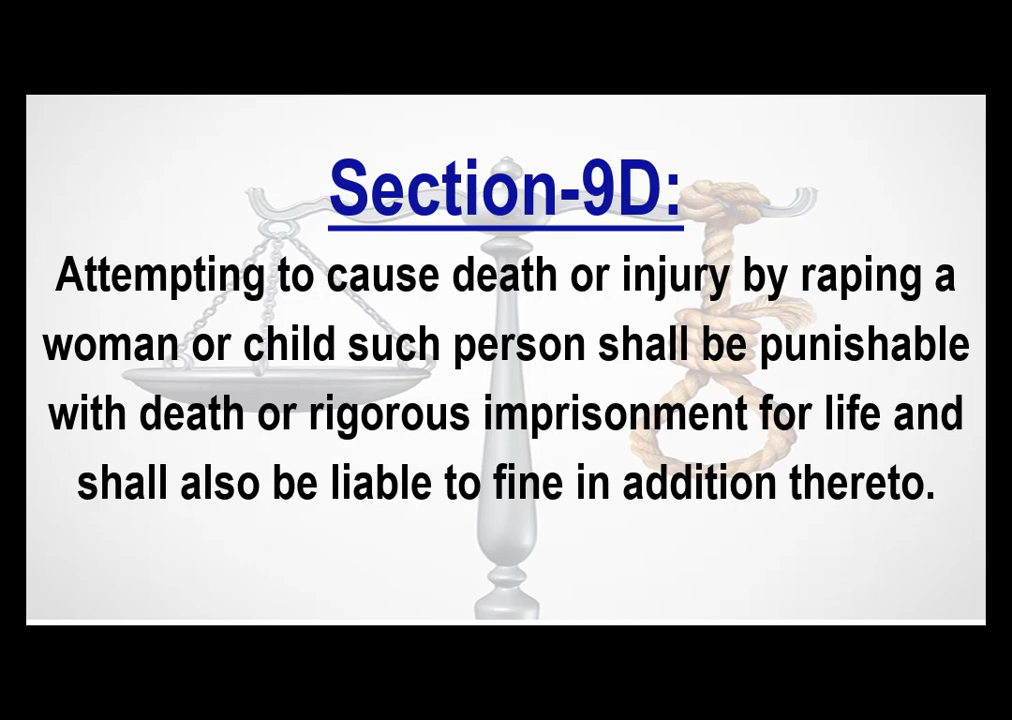 Section-9D:
Attempting to cause death or injury by raping a
woman or child such person shall be punishable
with death or rigorous imprisonment for life and
shall also be liable to fine in addition thereto.